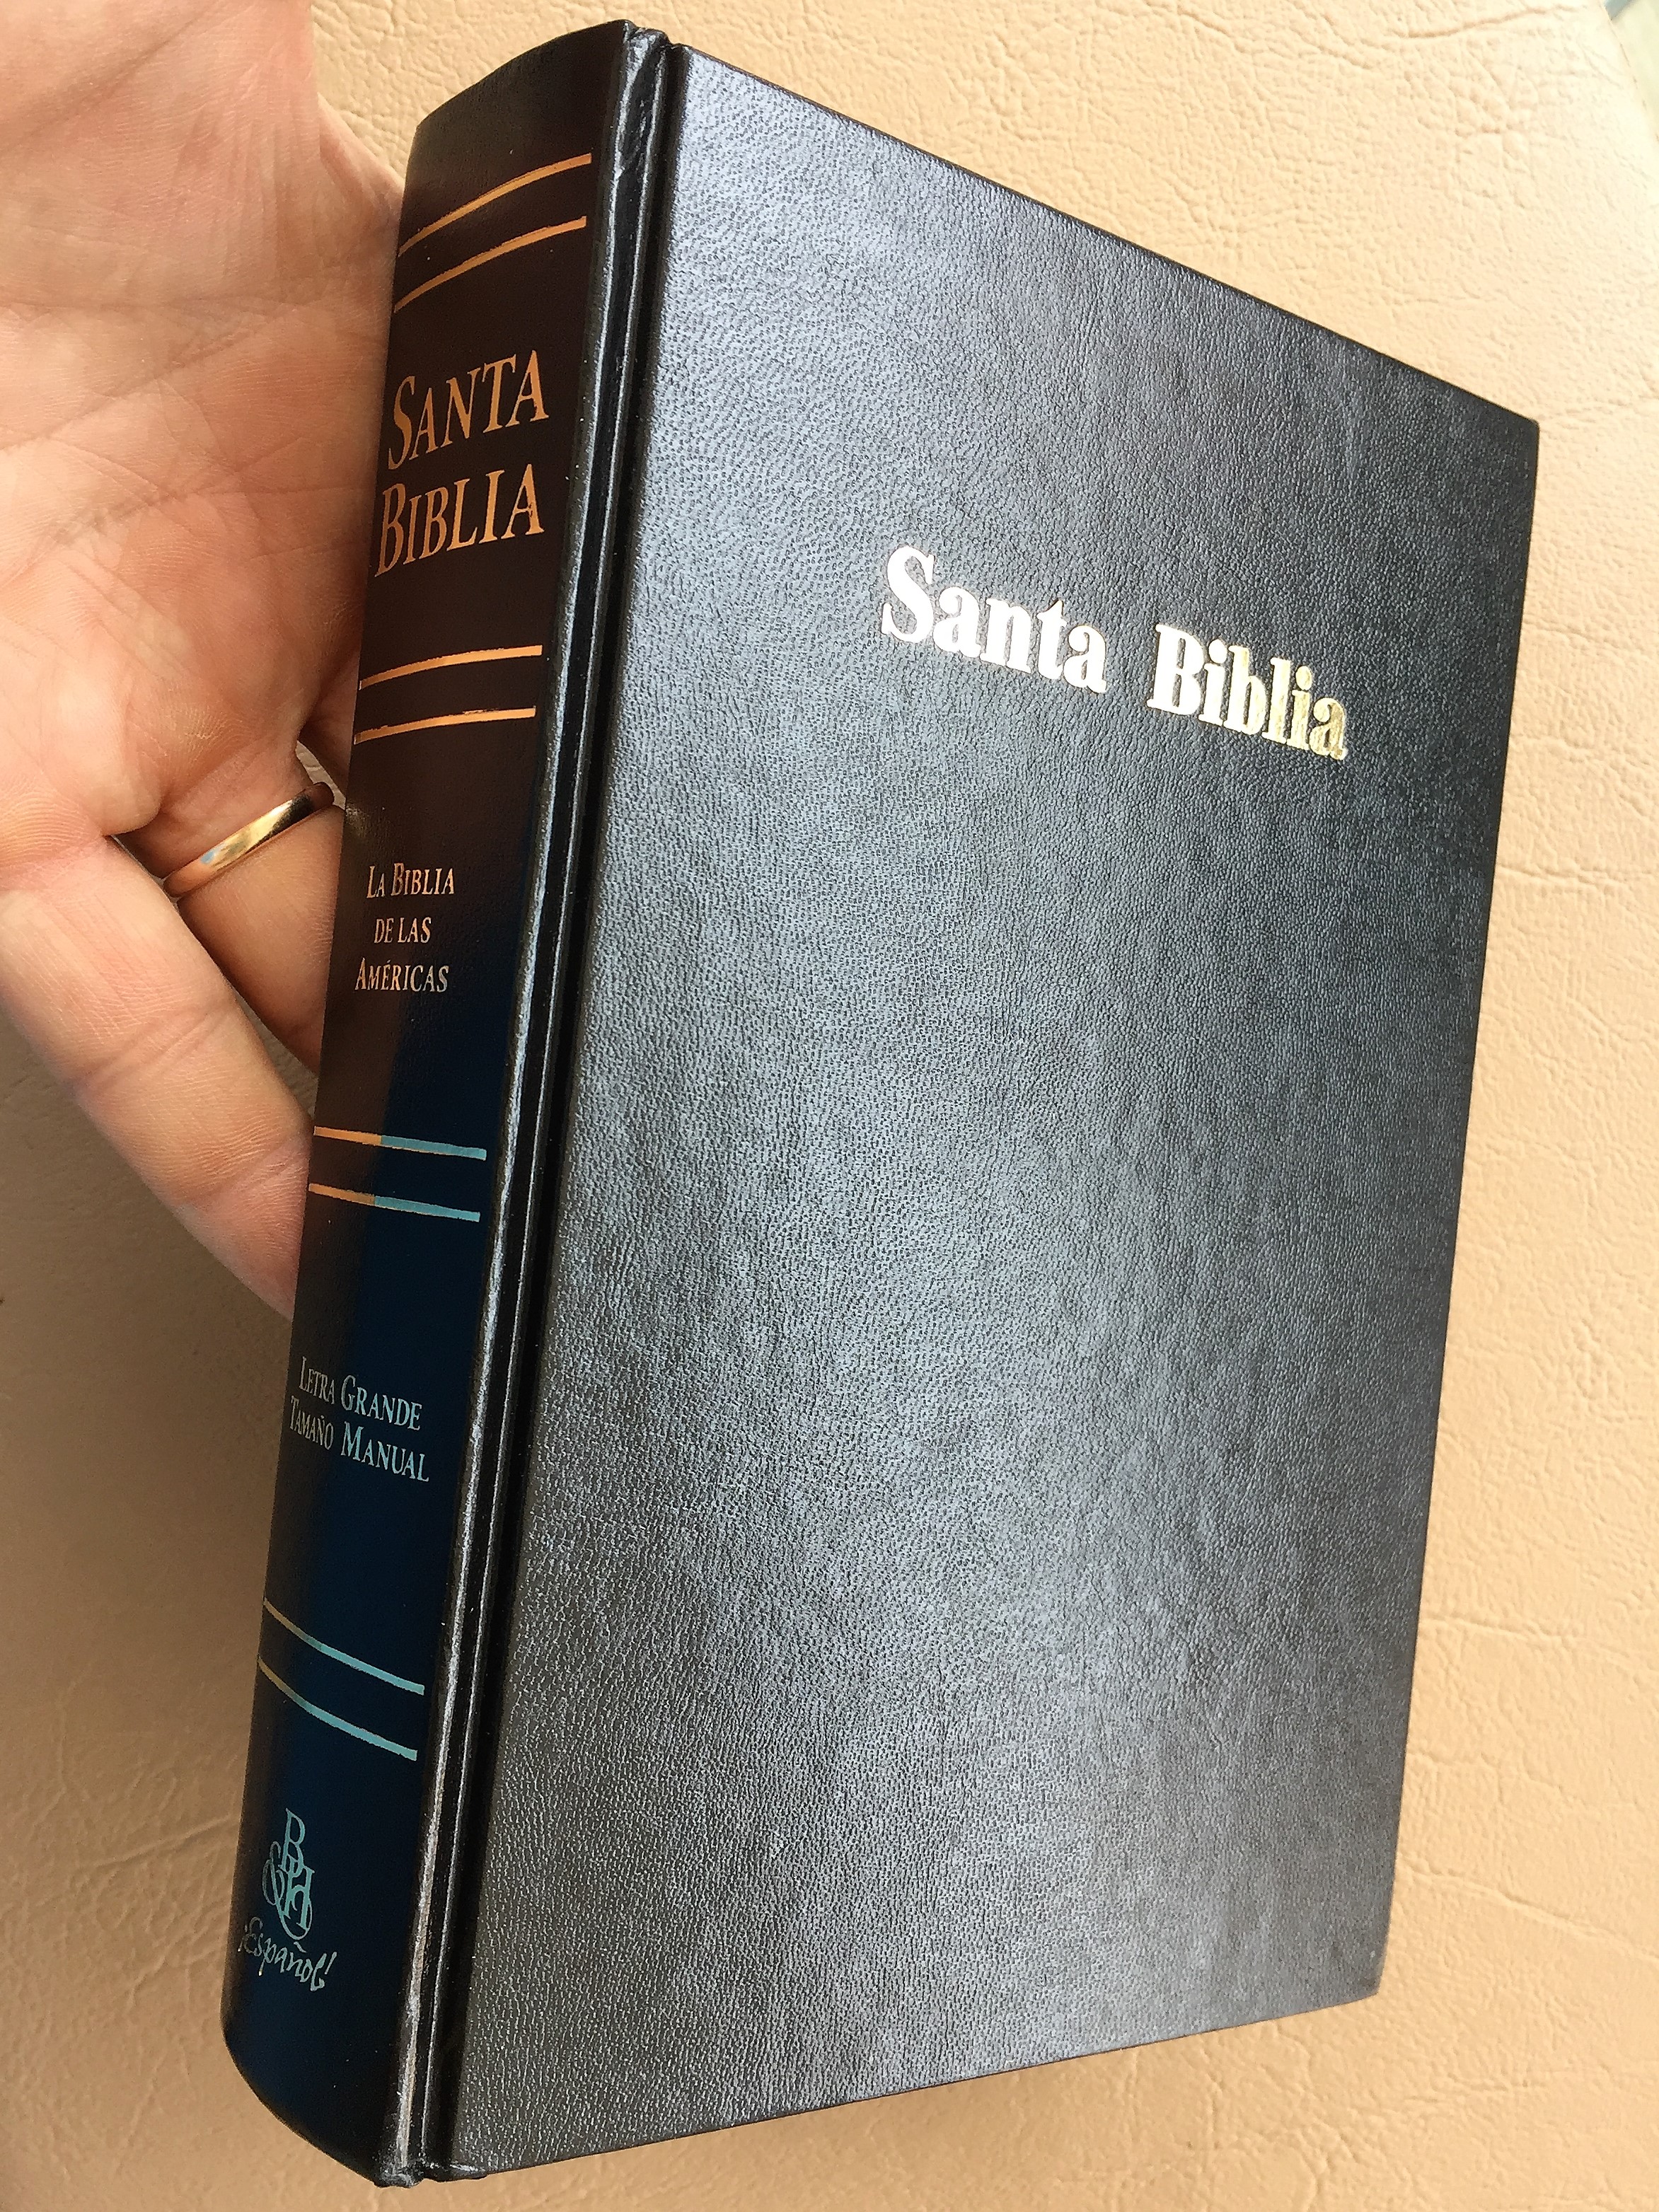 SANTA
BIBLIA
LA BIBLIA
DE LAS
AMÉRICAS
LETRA GRANDE
TAMAÑO MANUAL
B&H
¡Español!
Santa Biblia